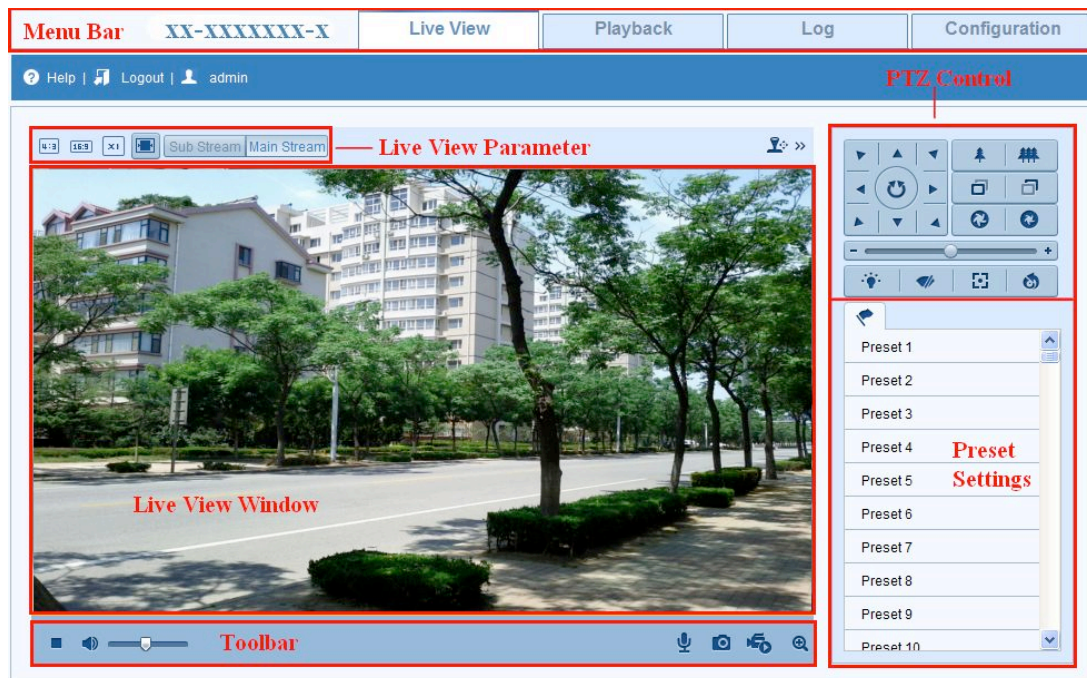 Menu Bar XX-XXXXXXX-X Live View Playback Log Configuration
Help | Logout | admin
PTZ Control
4:3 16:9 X1 Sub Stream Main Stream Live View Parameter
Preset 1
Preset 2
Preset 3
Preset 4
Preset 5
Preset Settings
Preset 6
Preset 7
Preset 8
Preset 9
Preset 10
Live View Window
Toolbar